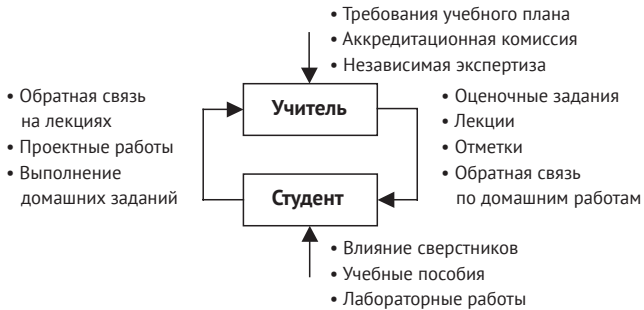 • Требования учебного плана
• Аккредитационная комиссия
• Независимая экспертиза
• Обратная связь
на лекциях
• Проектные работы
• Выполнение
домашних заданий
Учитель
• Оценочные задания
• Лекции
• Отметки
• Обратная связь
по домашним работам
Студент
• Влияние сверстников
• Учебные пособия
• Лабораторные работы